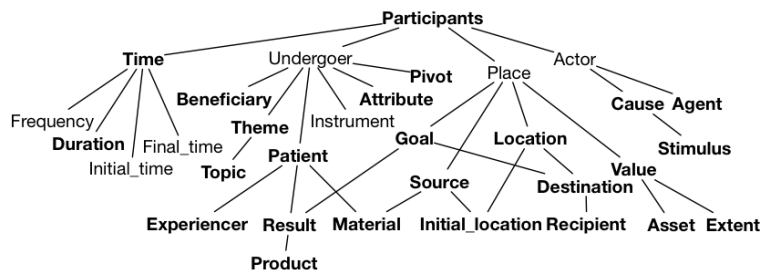 Participants
Time Undergoer Place Actor
Pivot
Beneficiary Attribute Cause Agent
Frequency Theme Instrument
Duration Final_time Goal Location Stimulus
Initial_time Topic Patient Value
Source Destination
Experiencer Result Material Initial_location Recipient Asset Extent
Product